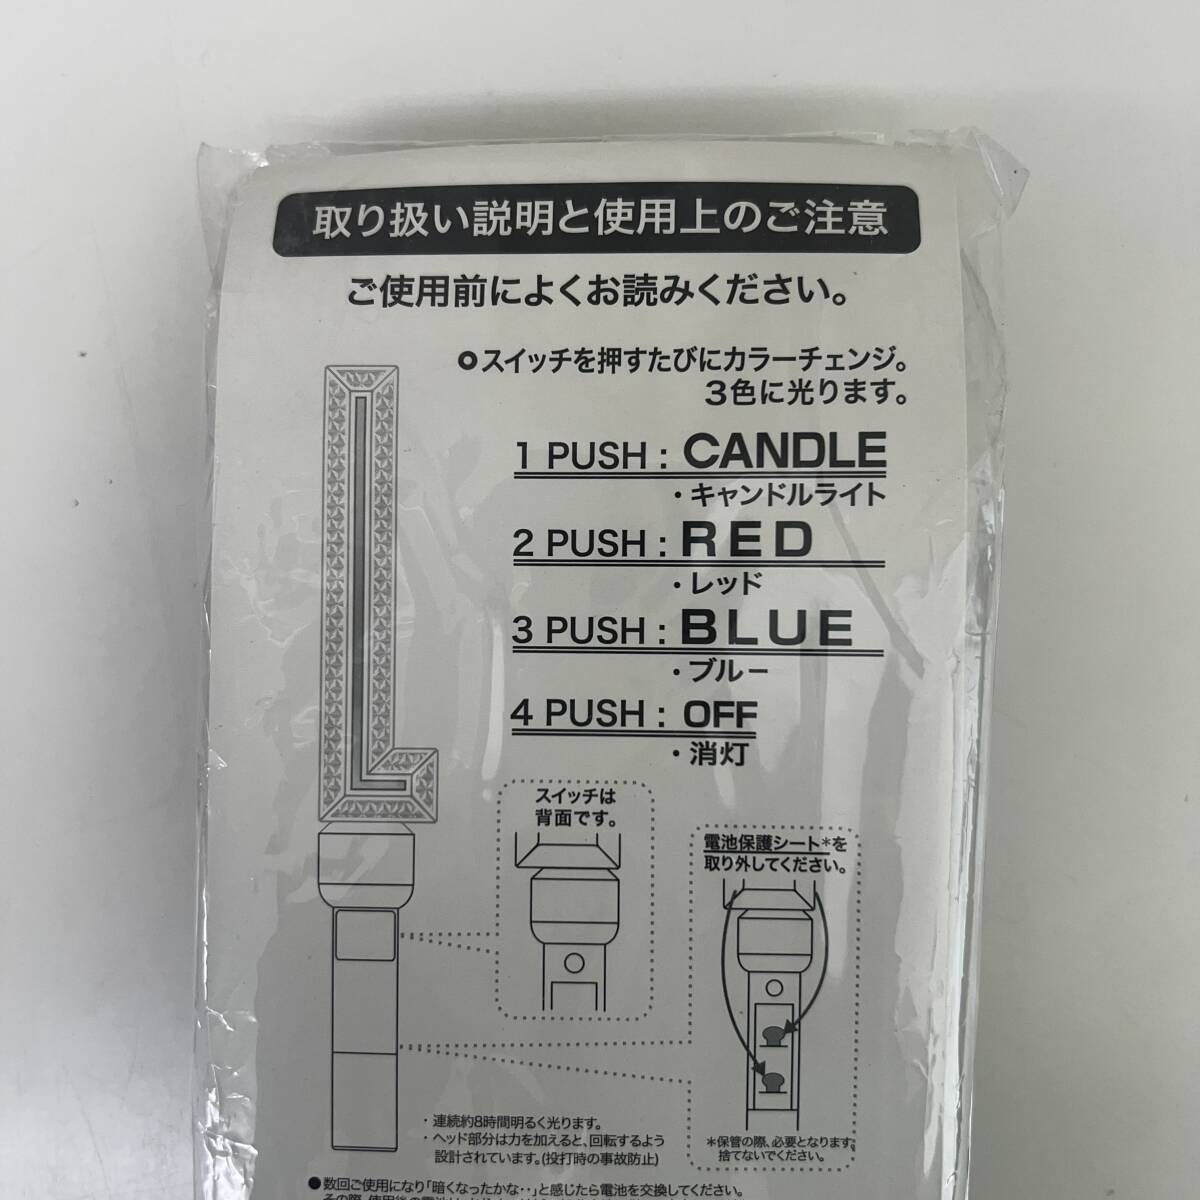 取り扱い説明と使用上のご注意
ご使用前によくお読みください。
スイッチを押すたびにカラーチェンジ。
3色に光ります。
1 PUSH : CANDLE
・キャンドルライト
2 PUSH : RED
・レッド
3 PUSH : BLUE
・ブルー
4 PUSH : OFF
・消灯
スイッチは
背面です。
電池保護シート*を
取り外してください。
・連続約8時間明るく光ります。
・ヘッド部分は力を加えると、回転するよう
設計されています。(投打時の事故防止)
*保管の際、必要となります。
捨てないでください。
●数回ご使用になり「暗くなったかな‥」と感じたら電池を交換してください。